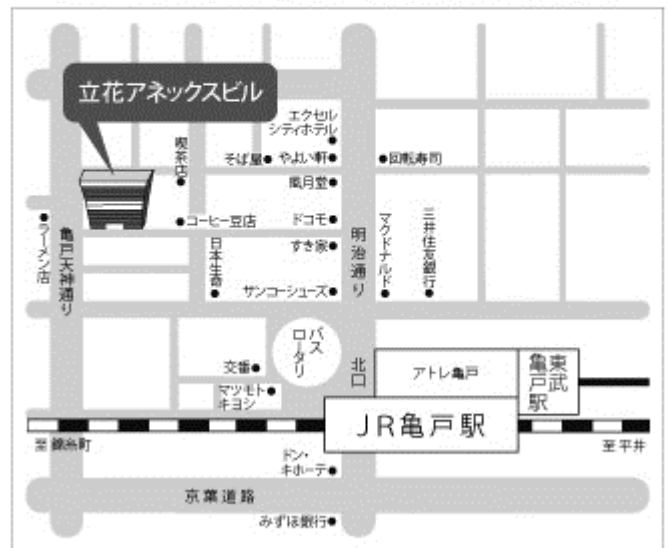 立花アネックスビル
エクセル
シティホテル
喫茶店
そば屋
やよい軒
回転寿司
風月堂
コーヒー豆店
ドコモ
すき家
ラーメン店
亀戸天神通り
日本生命
明治通り
マクドナルド
三井住友銀行
サンコーシューズ
バス
ロータリー
北口
交番
マツモト
キヨシ
アトレ亀戸
東武
亀戸駅
JR亀戸駅
至錦糸町
至平井
ドン・
キホーテ
京葉道路
みずほ銀行